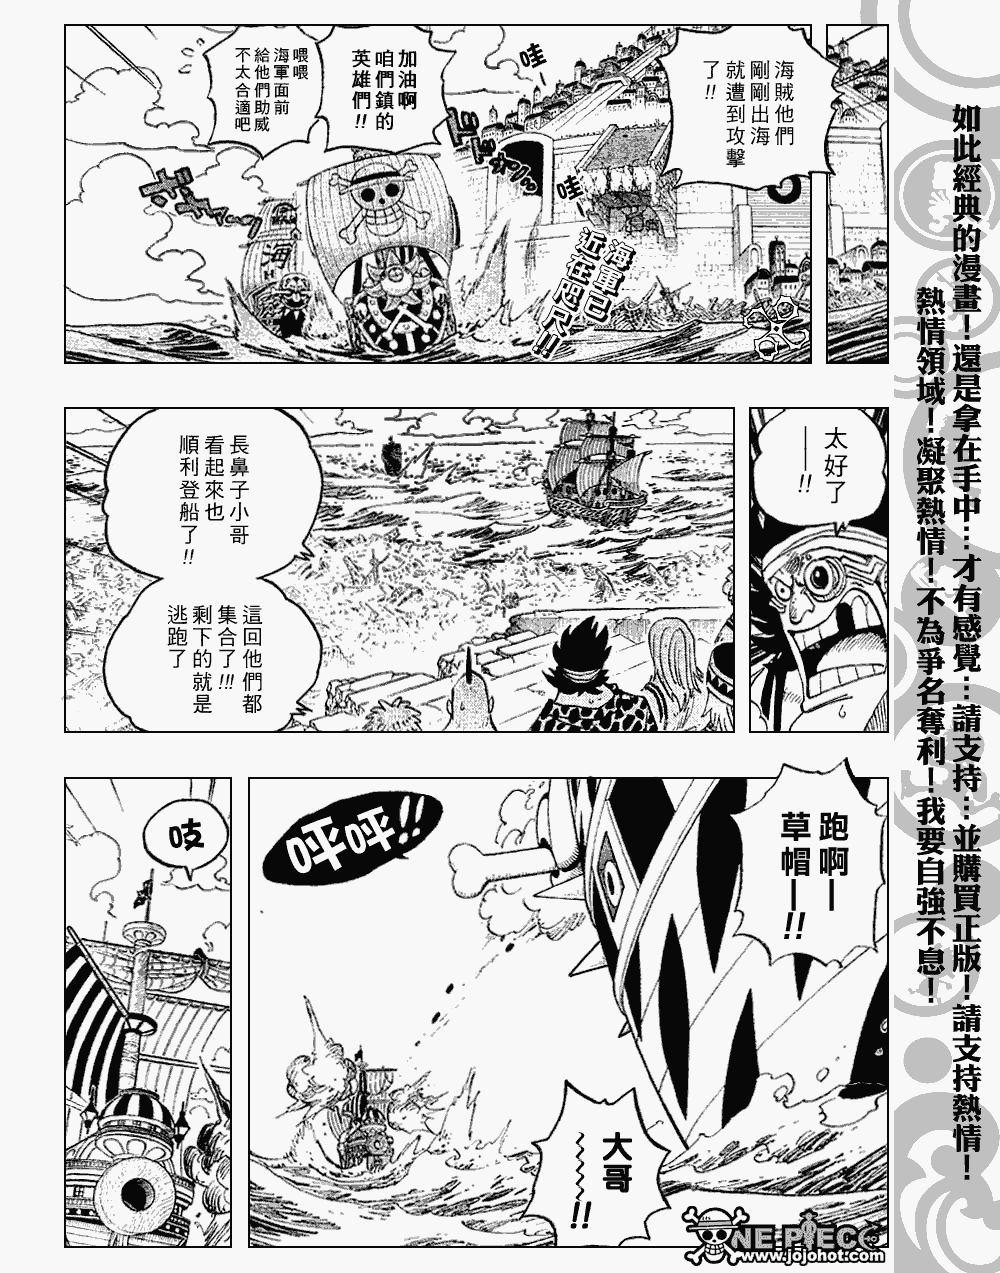 海賊他們
剛剛出海
就遭到攻擊
了!!
哇—
哇—
加油啊
咱們鎮的
英雄們!!
喂喂
海軍面前
給他們助威
不太合適吧
海軍已
近在咫尺!!
海
太好了
——!!
長鼻子小哥
看起來也
順利登船了!!
這回他們都
集合了!!!
剩下的就是
逃跑了
跑啊—
草帽—!!
呼呼!!
大哥
~~~!!
吱
如此經典的漫畫!還是拿在手中…才有感覺…請支持…並購買正版!請支持熱情!
熱情領域!凝聚熱情!不為爭名奪利!我要自強不息!
ONE PIECE
www.jojohot.com